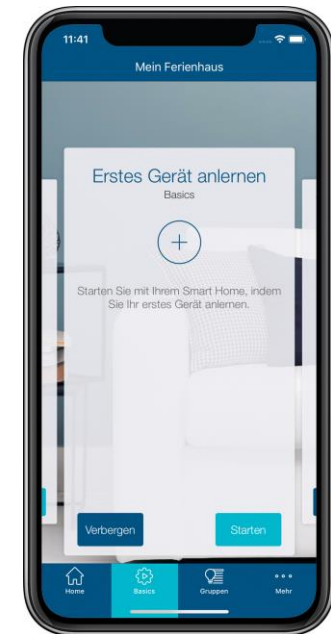 11:41
Mein Ferienhaus
Erstes Gerät anlernen
Basics
Starten Sie mit Ihrem Smart Home, indem
Sie Ihr erstes Gerät anlernen.
Verbergen
Starten
Home
Basics
Gruppen
Mehr